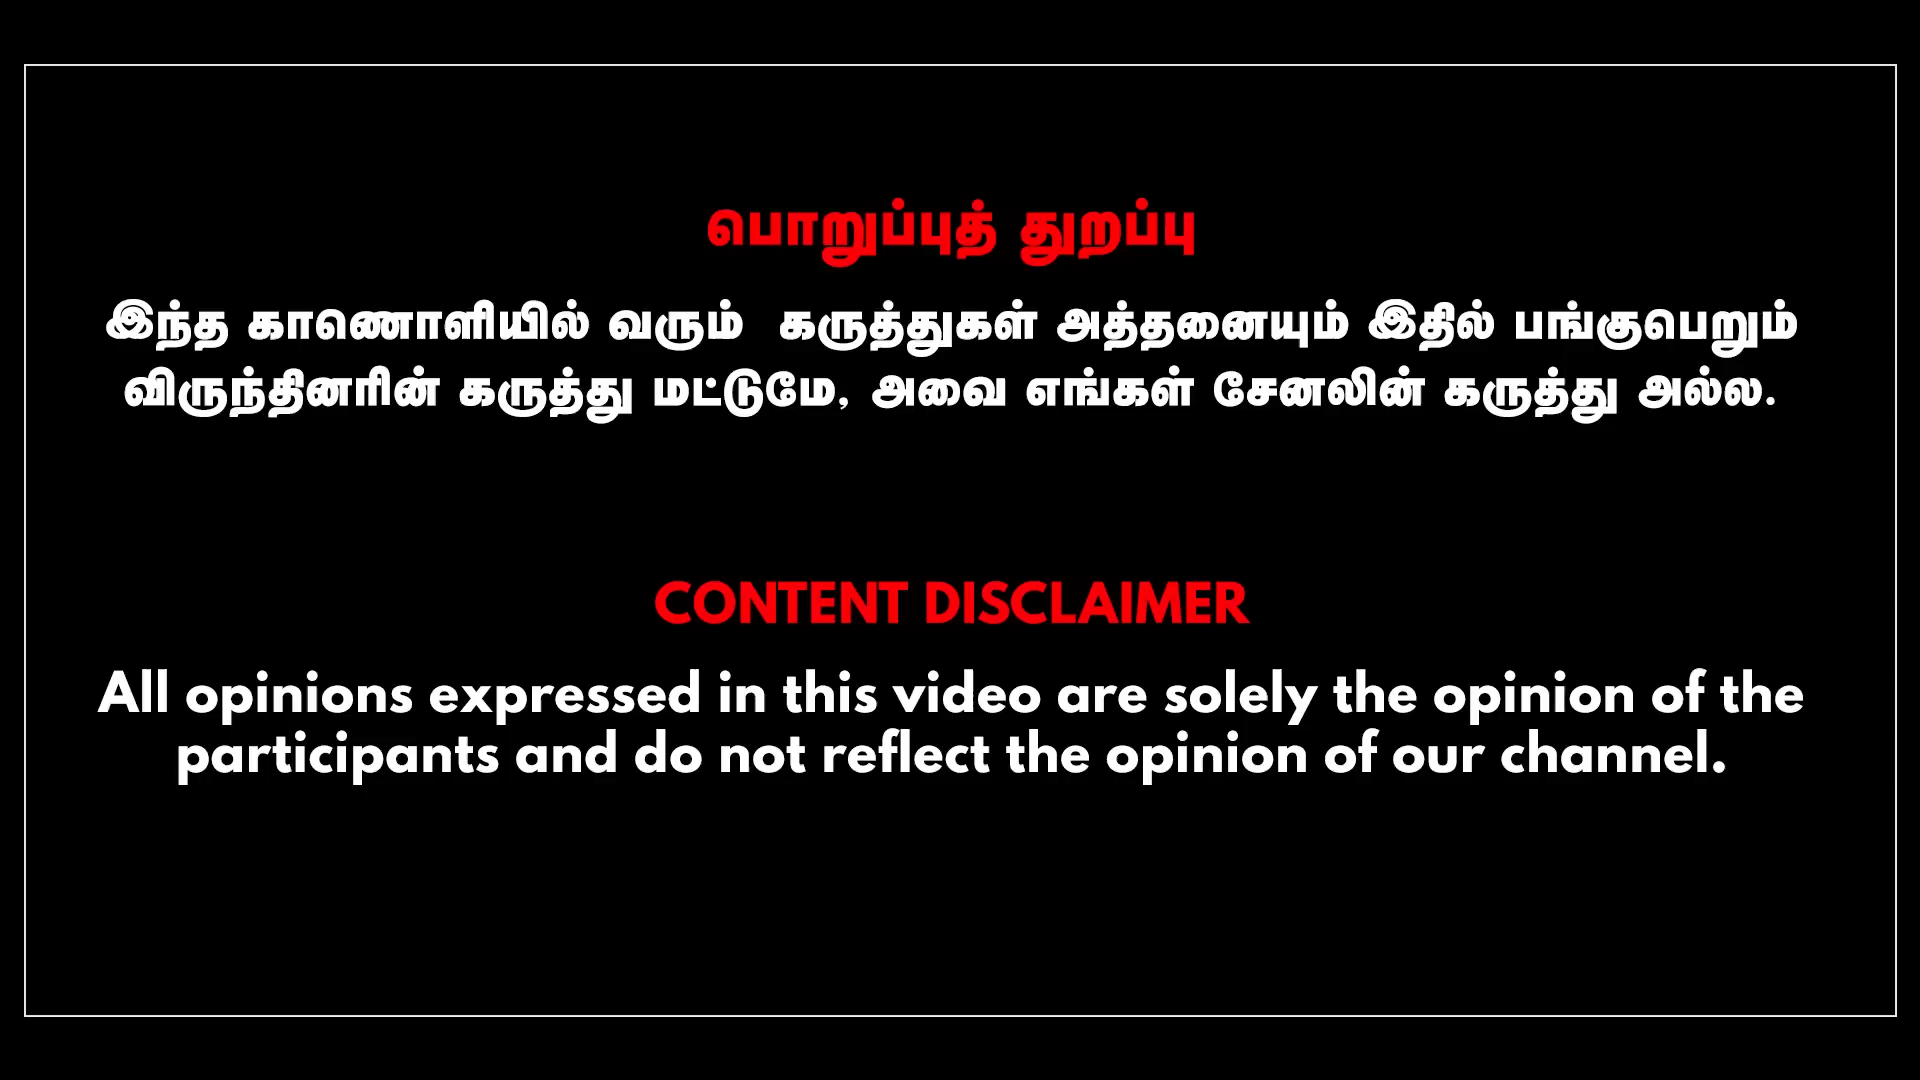 பொறுப்புத் துறப்பு
இந்த காணொளியில் வரும் கருத்துகள் அத்தனையும் இதில் பங்குபெறும்
விருந்தினரின் கருத்து மட்டுமே, அவை எங்கள் சேனலின் கருத்து அல்ல.
CONTENT DISCLAIMER
All opinions expressed in this video are solely the opinion of the
participants and do not reflect the opinion of our channel.